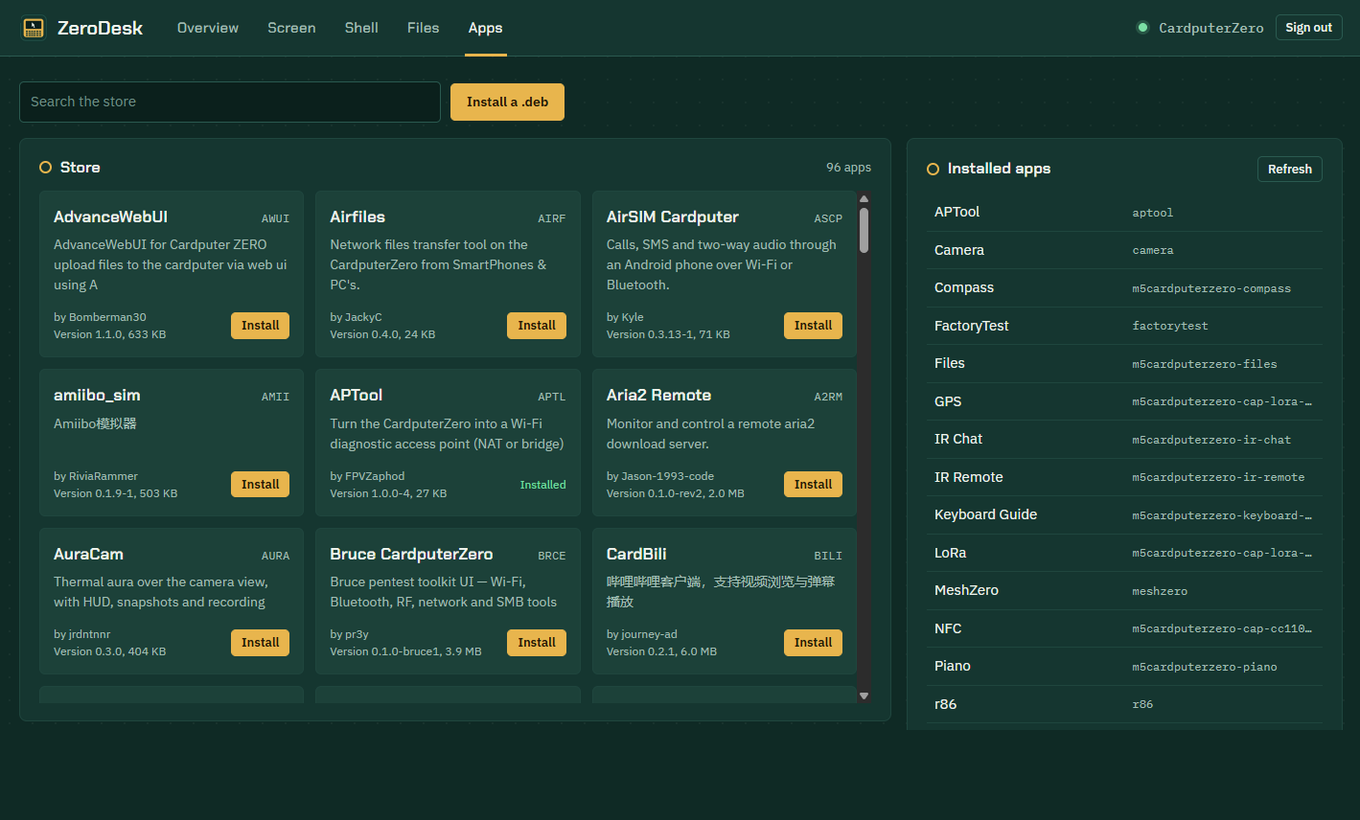 ZeroDesk
Overview
Screen
Shell
Files
Apps
CardputerZero
Sign out
Search the store
Install a .deb
Store
96 apps
AdvanceWebUI
AWUI
AdvanceWebUI for Cardputer ZERO
upload files to the cardputer via web ui
using A
by Bomberman30
Version 1.1.0, 633 KB
Install
Airfiles
AIRF
Network files transfer tool on the
CardputerZero from SmartPhones &
PC's.
by JackyC
Version 0.4.0, 24 KB
Install
AirSIM Cardputer
ASCP
Calls, SMS and two-way audio through
an Android phone over Wi-Fi or
Bluetooth.
by Kyle
Version 0.3.13-1, 71 KB
Install
amiibo_sim
AMII
Amiibo模拟器
by RiviaRammer
Version 0.1.9-1, 503 KB
Install
APTool
APTL
Turn the CardputerZero into a Wi-Fi
diagnostic access point (NAT or bridge)
by FPVZaphod
Version 1.0.0-4, 27 KB
Installed
Aria2 Remote
A2RM
Monitor and control a remote aria2
download server.
by Jason-1993-code
Version 0.1.0-rev2, 2.0 MB
Install
AuraCam
AURA
Thermal aura over the camera view,
with HUD, snapshots and recording
by jrdntnnr
Version 0.3.0, 404 KB
Install
Bruce CardputerZero
BRCE
Bruce pentest toolkit UI — Wi-Fi,
Bluetooth, RF, network and SMB tools
by pr3y
Version 0.1.0-bruce1, 3.9 MB
Install
CardBili
BILI
哔哩哔哩客户端，支持视频浏览与弹幕
播放
by journey-ad
Version 0.2.1, 6.0 MB
Install
Installed apps
Refresh
APTool
aptool
Camera
camera
Compass
m5cardputerzero-compass
FactoryTest
factorytest
Files
m5cardputerzero-files
GPS
m5cardputerzero-cap-lora-…
IR Chat
m5cardputerzero-ir-chat
IR Remote
m5cardputerzero-ir-remote
Keyboard Guide
m5cardputerzero-keyboard-…
LoRa
m5cardputerzero-cap-lora-…
MeshZero
meshzero
NFC
m5cardputerzero-cap-cc110…
Piano
m5cardputerzero-piano
r86
r86